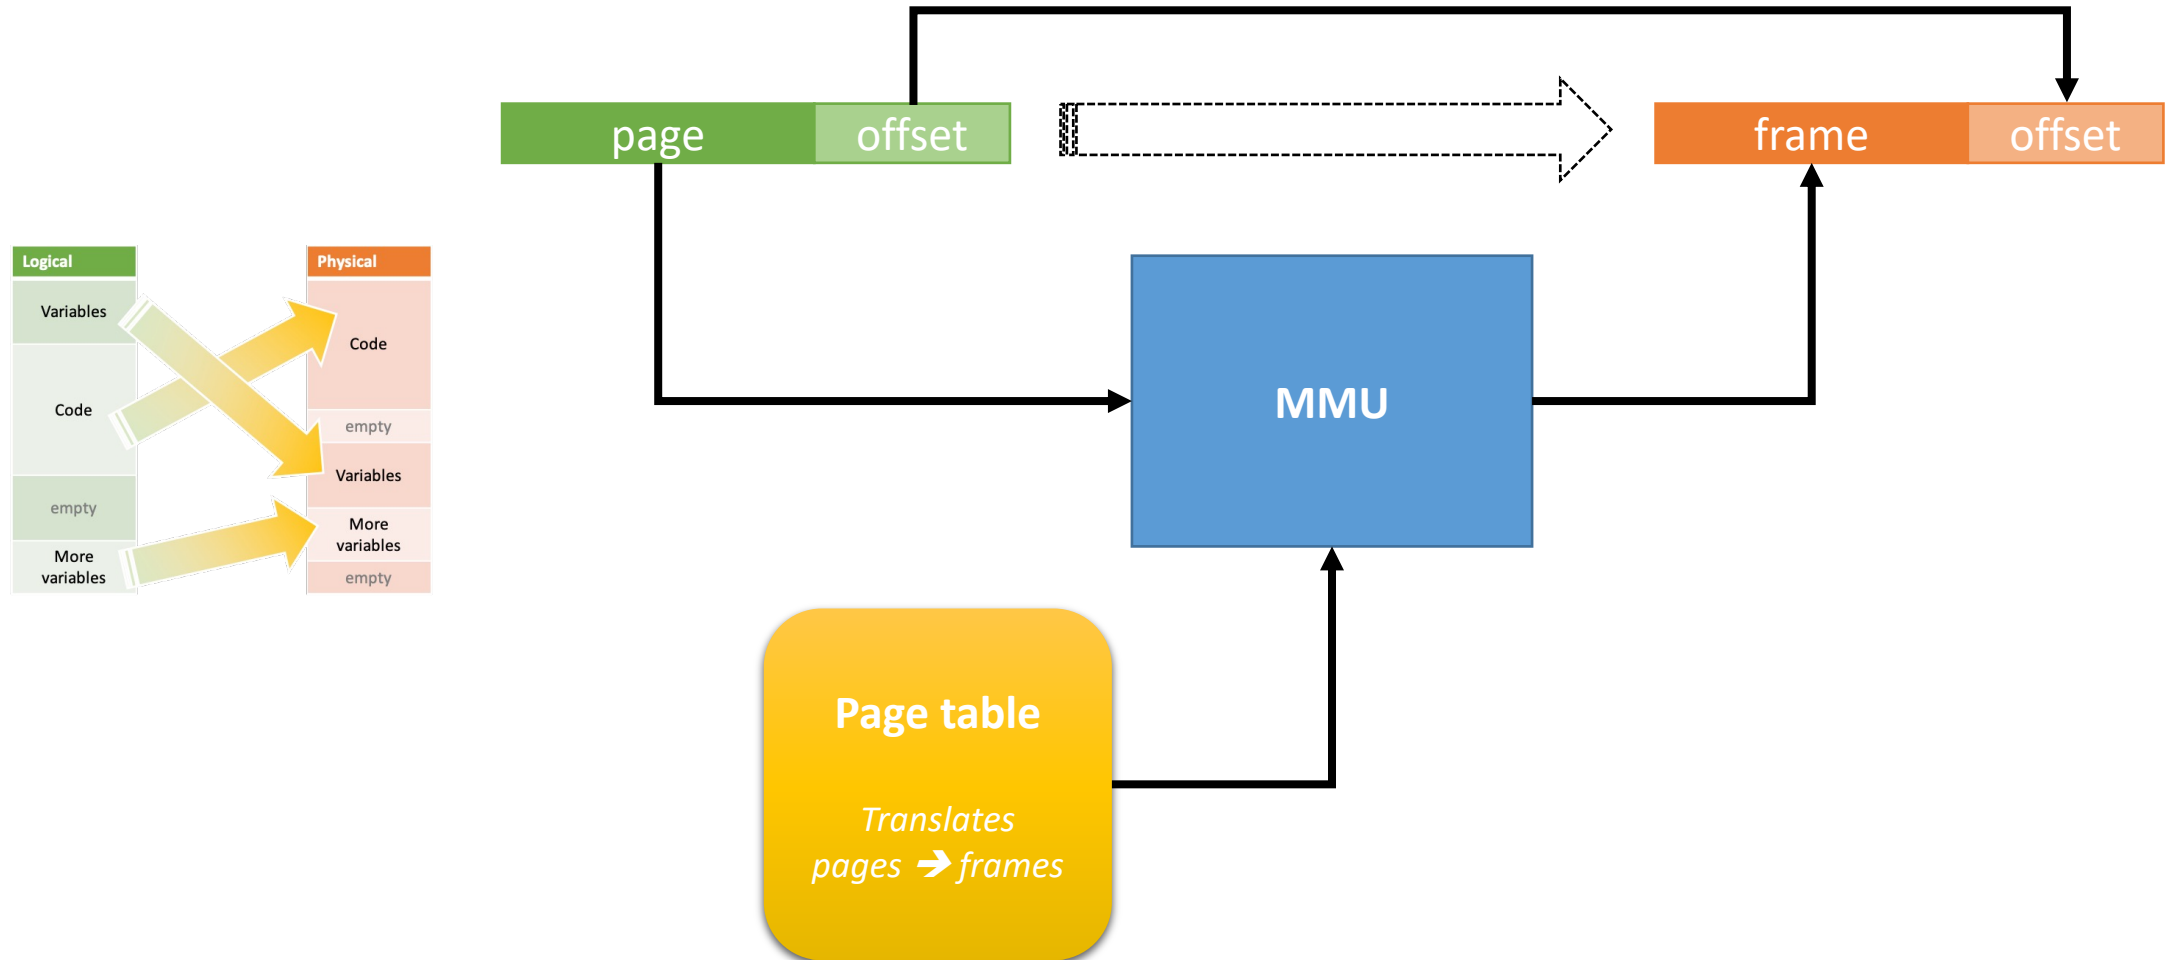 page
offset
frame
offset
Logical
Variables
Code
empty
More
variables
Physical
Code
empty
Variables
More
variables
empty
MMU
Page table
Translates
pages ➔ frames